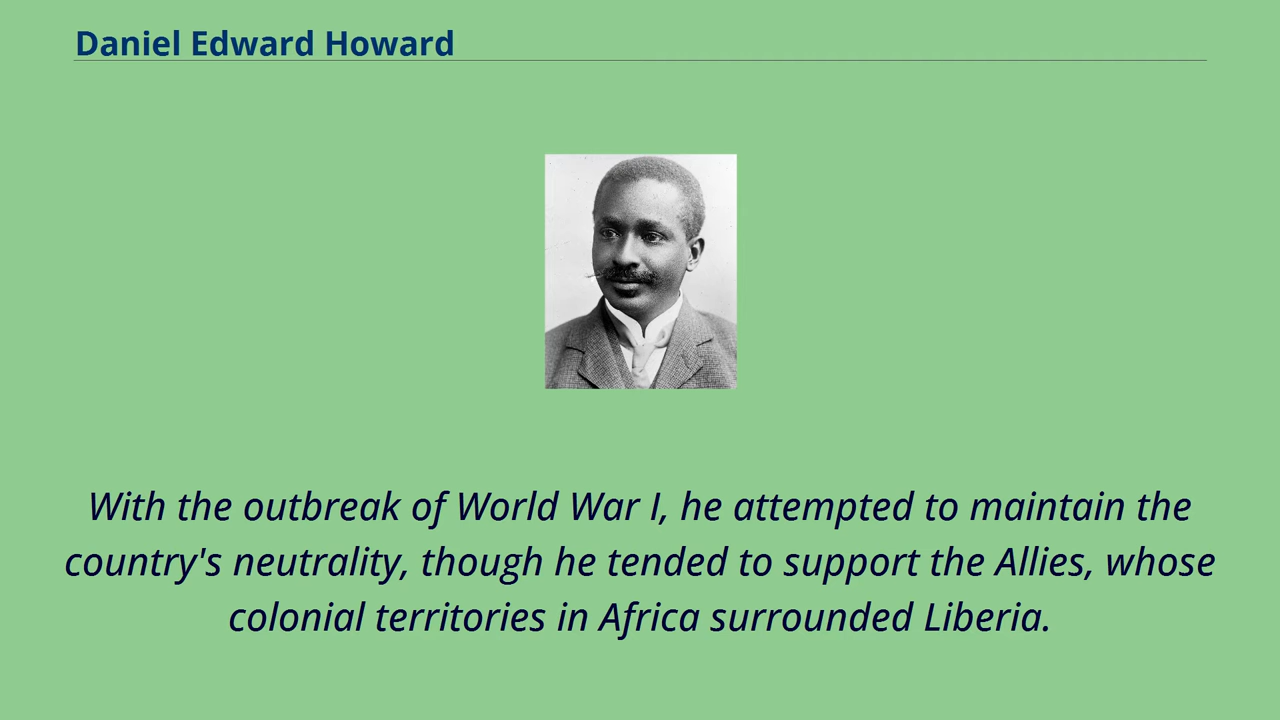 Daniel Edward Howard
With the outbreak of World War I, he attempted to maintain the
country's neutrality, though he tended to support the Allies, whose
colonial territories in Africa surrounded Liberia.